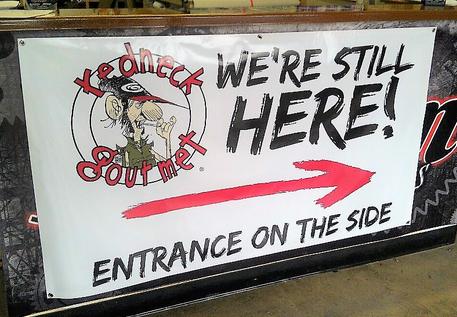 Redneck
Gourmet
G
®
WE'RE STILL
HERE!
ENTRANCE ON THE SIDE